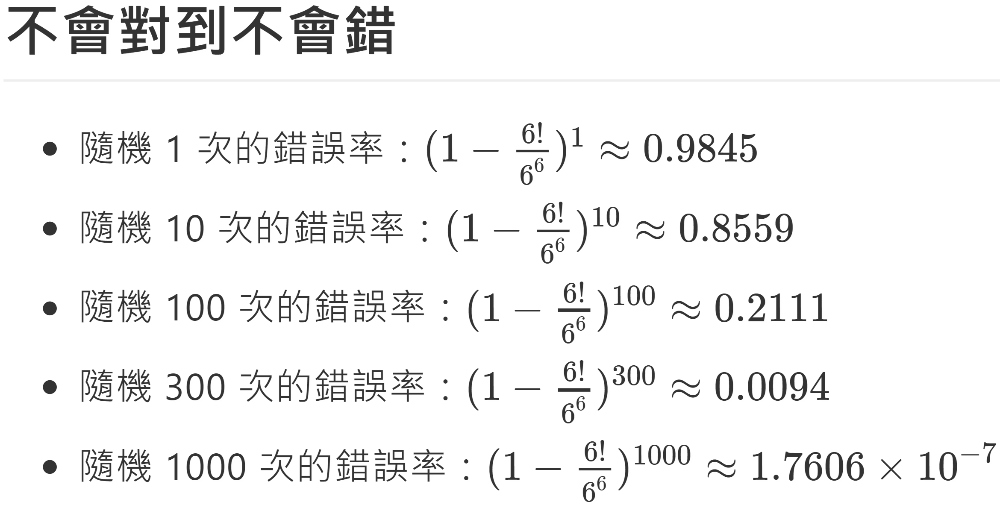 不會對到不會錯
• 隨機 1 次的錯誤率：$(1 - \frac{6!}{6^6})^1 \approx 0.9845$
• 隨機 10 次的錯誤率：$(1 - \frac{6!}{6^6})^{10} \approx 0.8559$
• 隨機 100 次的錯誤率：$(1 - \frac{6!}{6^6})^{100} \approx 0.2111$
• 隨機 300 次的錯誤率：$(1 - \frac{6!}{6^6})^{300} \approx 0.0094$
• 隨機 1000 次的錯誤率：$(1 - \frac{6!}{6^6})^{1000} \approx 1.7606 \times 10^{-7}$